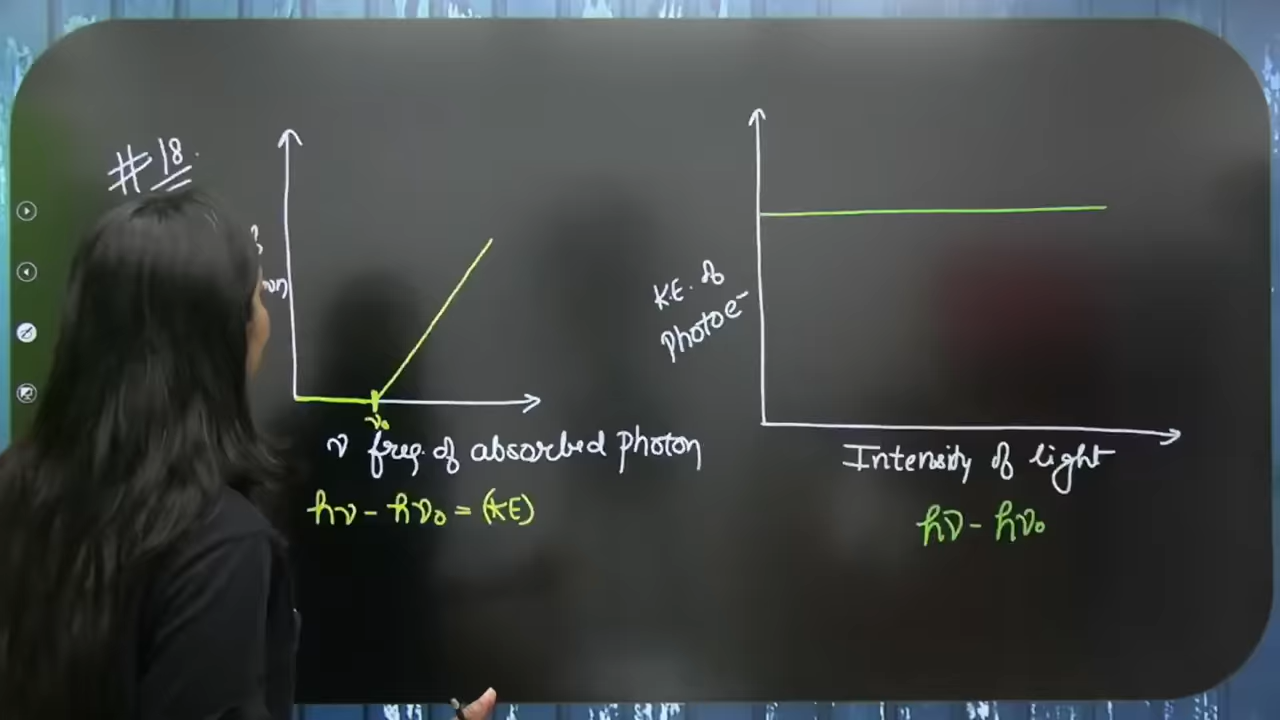 #18.
K.E. of
photoe⁻
ν₀
ν freq. of absorbed photon
hν - hν₀ = (KE)
Intensity of light
hν - hν₀